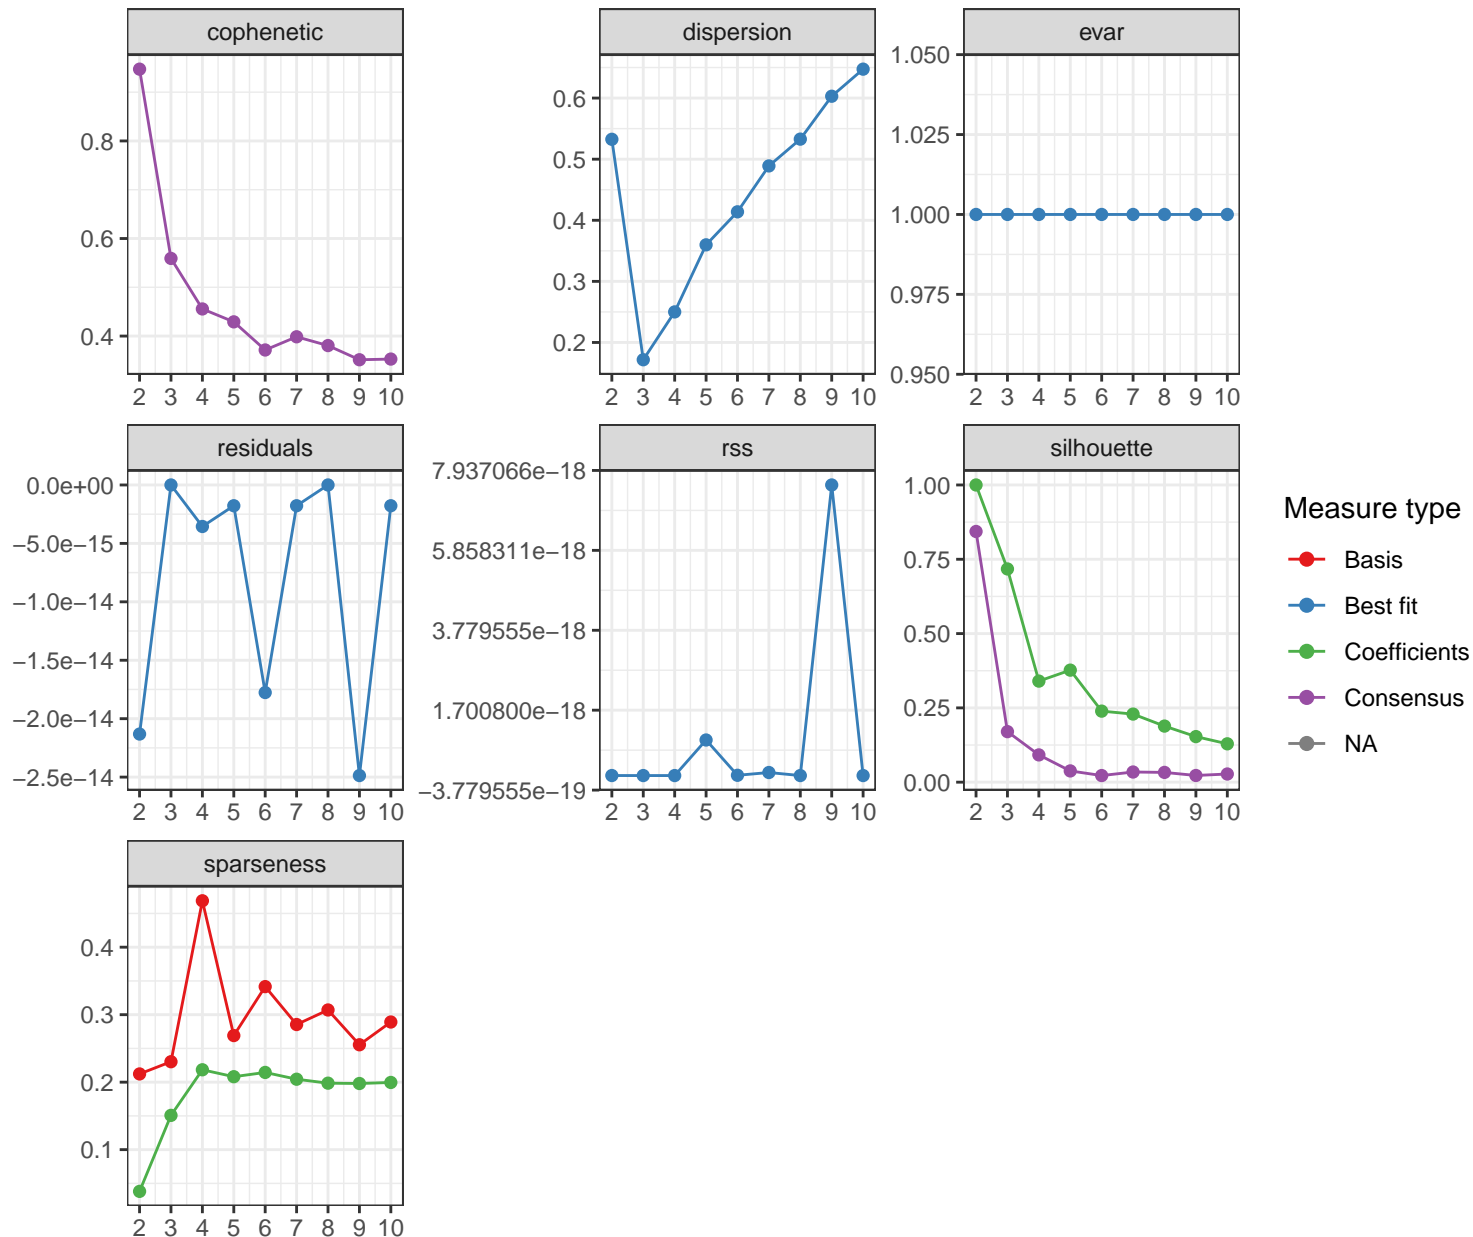 cophenetic dispersion evar
0.8
0.6
0.4
2 3 4 5 6 7 8 9 10
0.6
0.5
0.4
0.3
0.2
2 3 4 5 6 7 8 9 10
1.050
1.025
1.000
0.975
0.950
2 3 4 5 6 7 8 9 10
residuals rss silhouette
0.0e+00
−5.0e−15
−1.0e−14
−1.5e−14
−2.0e−14
−2.5e−14
2 3 4 5 6 7 8 9 10
7.937066e−18
5.858311e−18
3.779555e−18
1.700800e−18
−3.779555e−19
2 3 4 5 6 7 8 9 10
1.00
0.75
0.50
0.25
0.00
2 3 4 5 6 7 8 9 10
sparseness
0.4
0.3
0.2
0.1
2 3 4 5 6 7 8 9 10
Measure type
Basis
Best fit
Coefficients
Consensus
NA